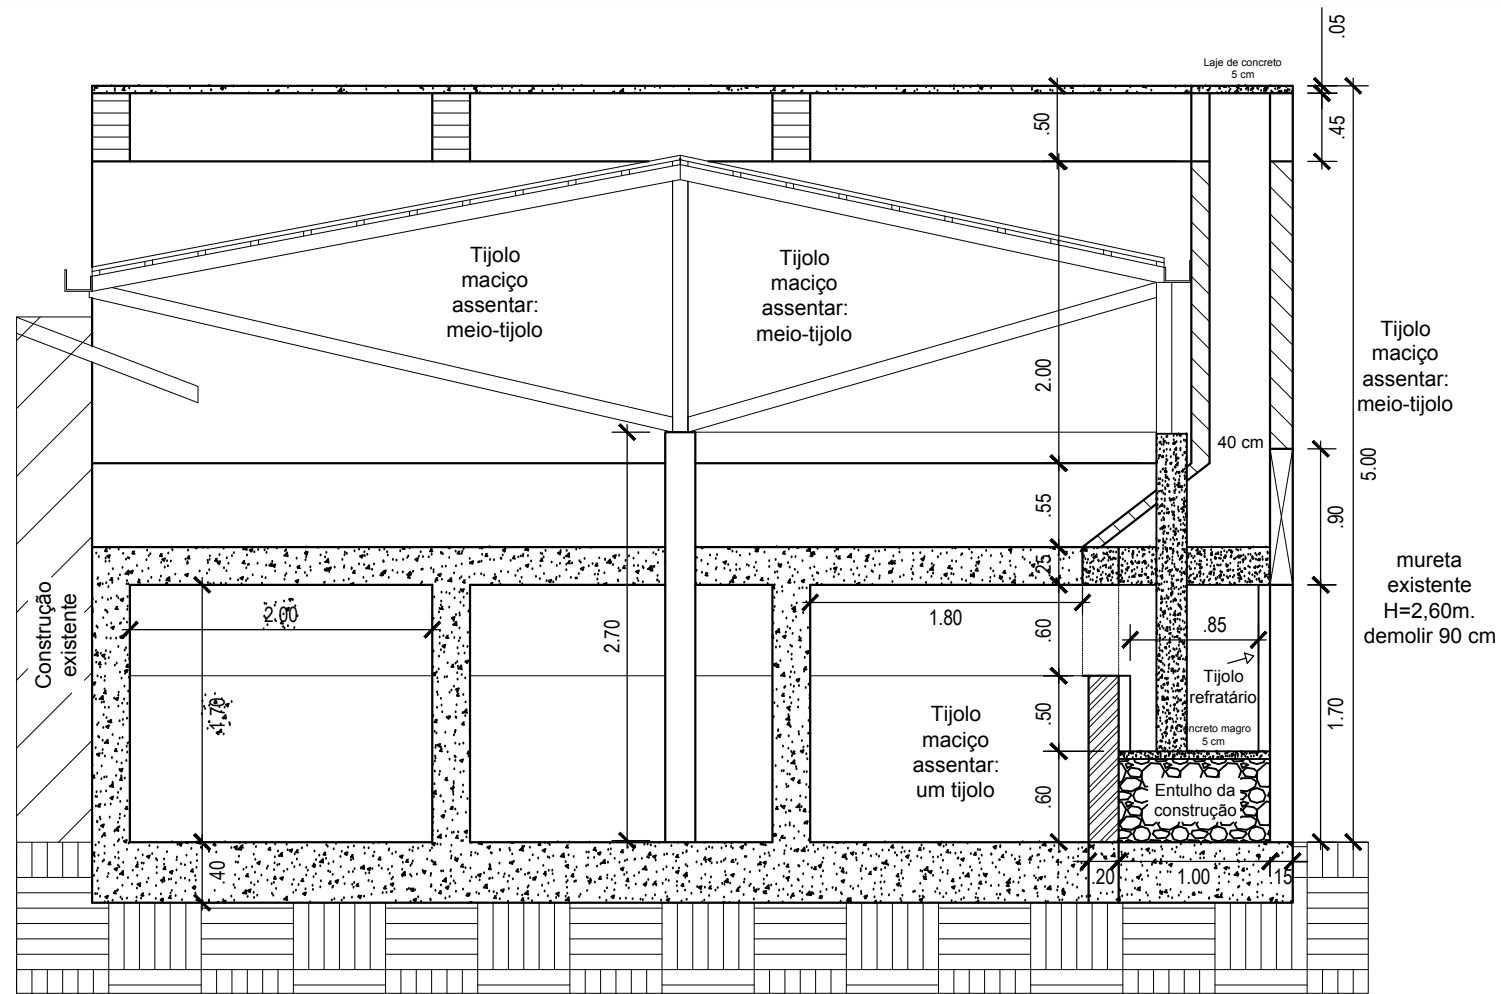 .05
Laje de concreto
5 cm
.50
.45
Tijolo
maciço
assentar:
meio-tijolo
Tijolo
maciço
assentar:
meio-tijolo
2.00
Tijolo
maciço
assentar:
meio-tijolo
40 cm
5.00
.55
.90
.25
mureta
existente
H=2,60m.
demolir 90 cm
Construção
existente
2.00
2.70
1.80
.60
.85
1.70
Tijolo
refratário
.50
Tijolo
maciço
assentar:
um tijolo
Concreto magro
5 cm
1.70
.60
Entulho da
construção
.40
.20
1.00
.15